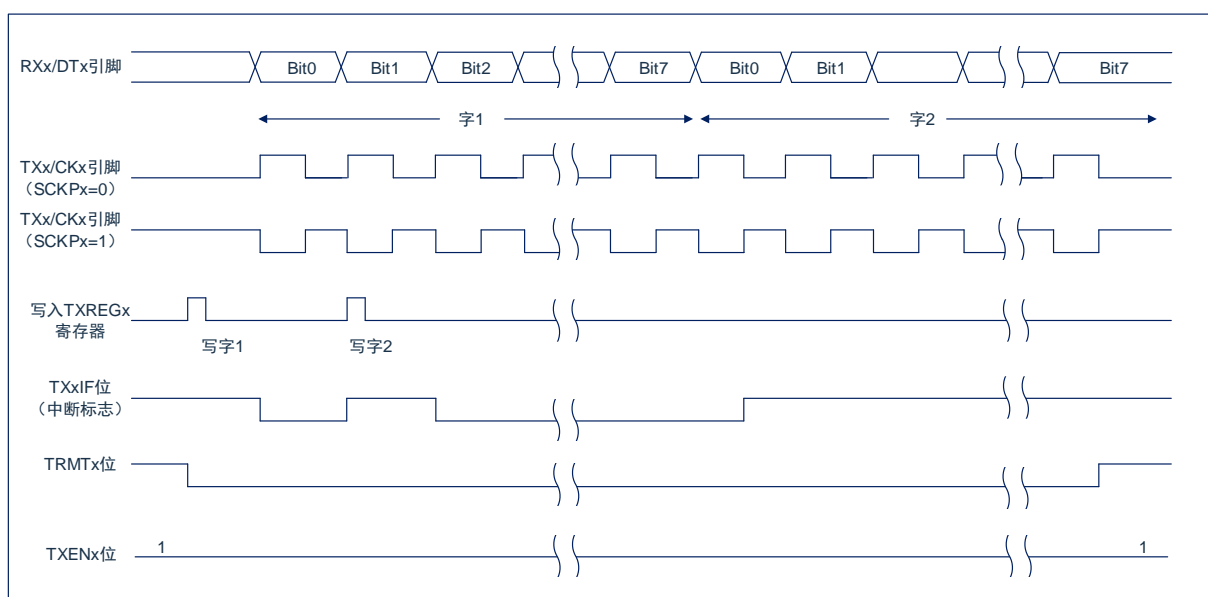 RXx/DTx引脚
Bit0 Bit1 Bit2 Bit7 Bit0 Bit1 Bit7
字1 字2
TXx/CKx引脚
（SCKPx=0）
TXx/CKx引脚
（SCKPx=1）
写入TXREGx
寄存器
写字1 写字2
TXxIF位
（中断标志）
TRMTx位
TXENx位
1 1